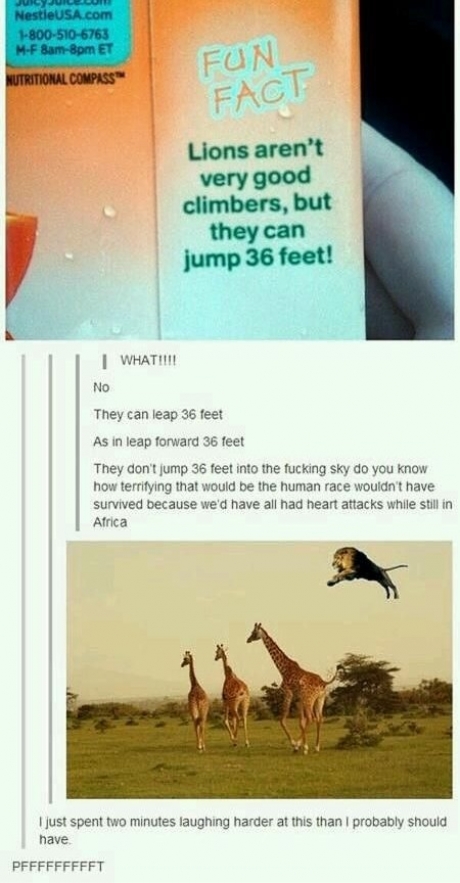 NestleUSA.com
1-800-510-6763
M-F 8am-8pm ET
NUTRITIONAL COMPASS™
FUN
FACT
Lions aren't
very good
climbers, but
they can
jump 36 feet!
WHAT!!!!
No
They can leap 36 feet
As in leap forward 36 feet
They don't jump 36 feet into the fucking sky do you know
how terrifying that would be the human race wouldn't have
survived because we'd have all had heart attacks while still in
Africa
I just spent two minutes laughing harder at this than I probably should
have.
PFFFFFFFFFFT